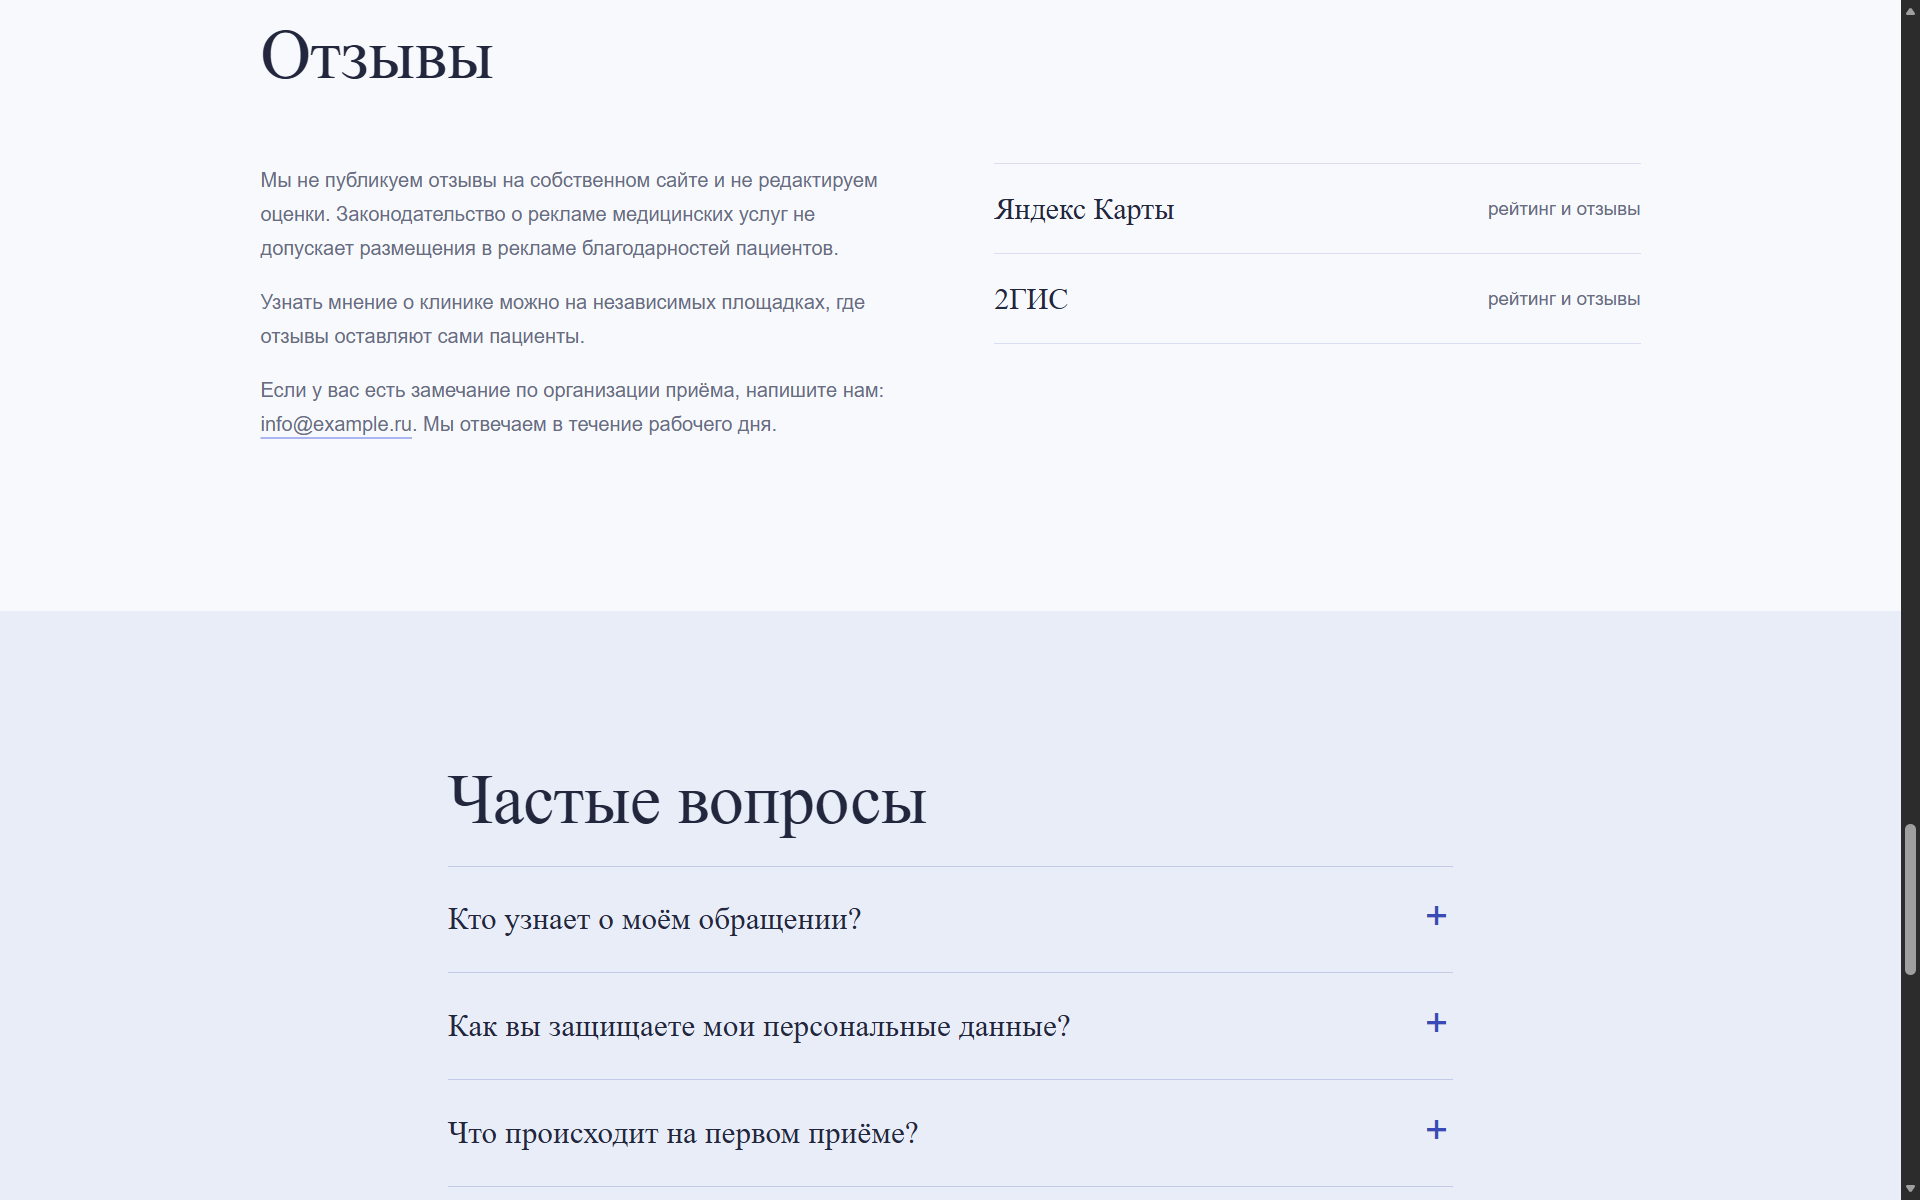 Отзывы
Мы не публикуем отзывы на собственном сайте и не редактируем
оценки. Законодательство о рекламе медицинских услуг не
допускает размещения в рекламе благодарностей пациентов.
Узнать мнение о клинике можно на независимых площадках, где
отзывы оставляют сами пациенты.
Если у вас есть замечание по организации приёма, напишите нам:
info@example.ru. Мы отвечаем в течение рабочего дня.
Яндекс Карты рейтинг и отзывы
2ГИС рейтинг и отзывы
Частые вопросы
Кто узнает о моём обращении? +
Как вы защищаете мои персональные данные? +
Что происходит на первом приёме? +